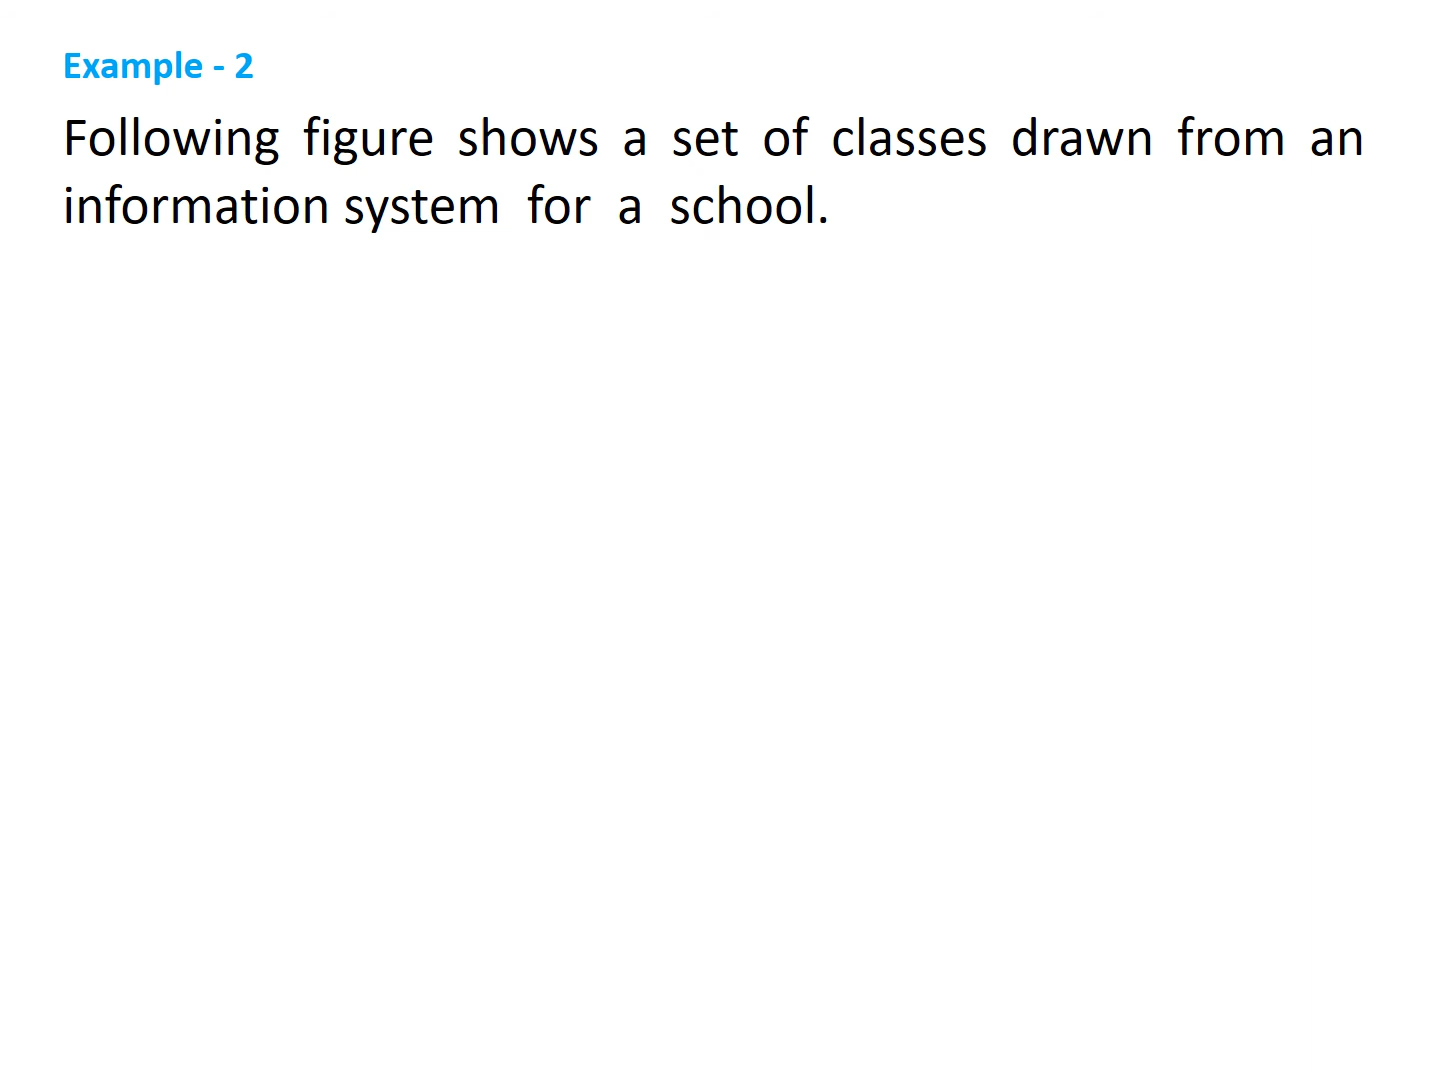 Example - 2
Following figure shows a set of classes drawn from an
information system for a school.